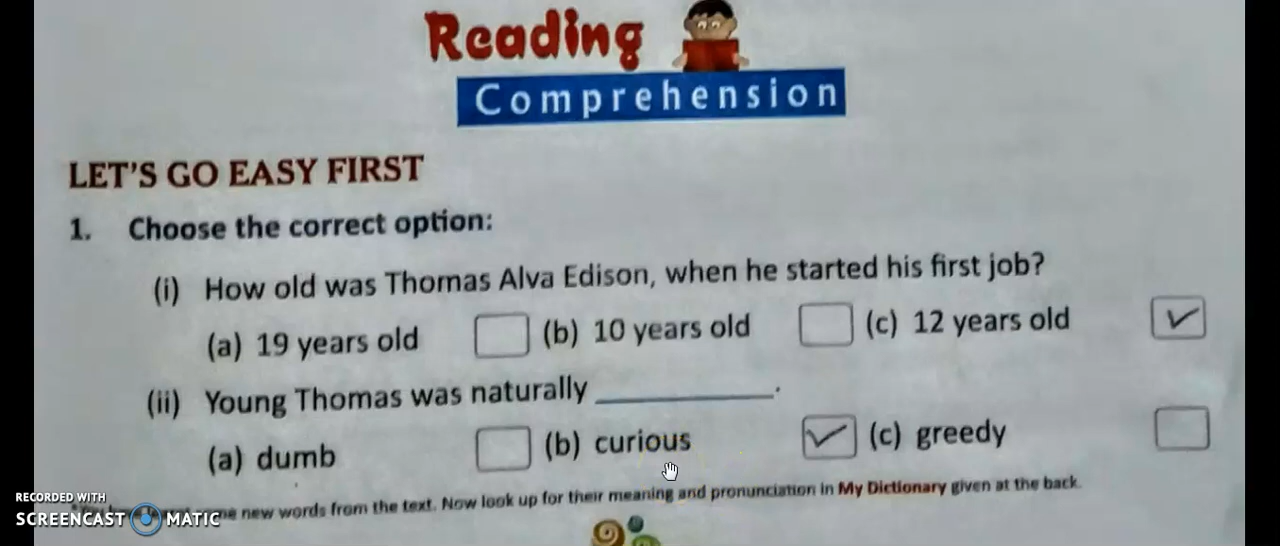 Reading
Comprehension
LET'S GO EASY FIRST
1. Choose the correct option:
(i) How old was Thomas Alva Edison, when he started his first job?
(a) 19 years old (b) 10 years old (c) 12 years old ✓
(ii) Young Thomas was naturally ____________.
(a) dumb (b) curious ✓ (c) greedy
new words from the text. Now look up for their meaning and pronunciation in My Dictionary given at the back.
RECORDED WITH
SCREENCAST MATIC